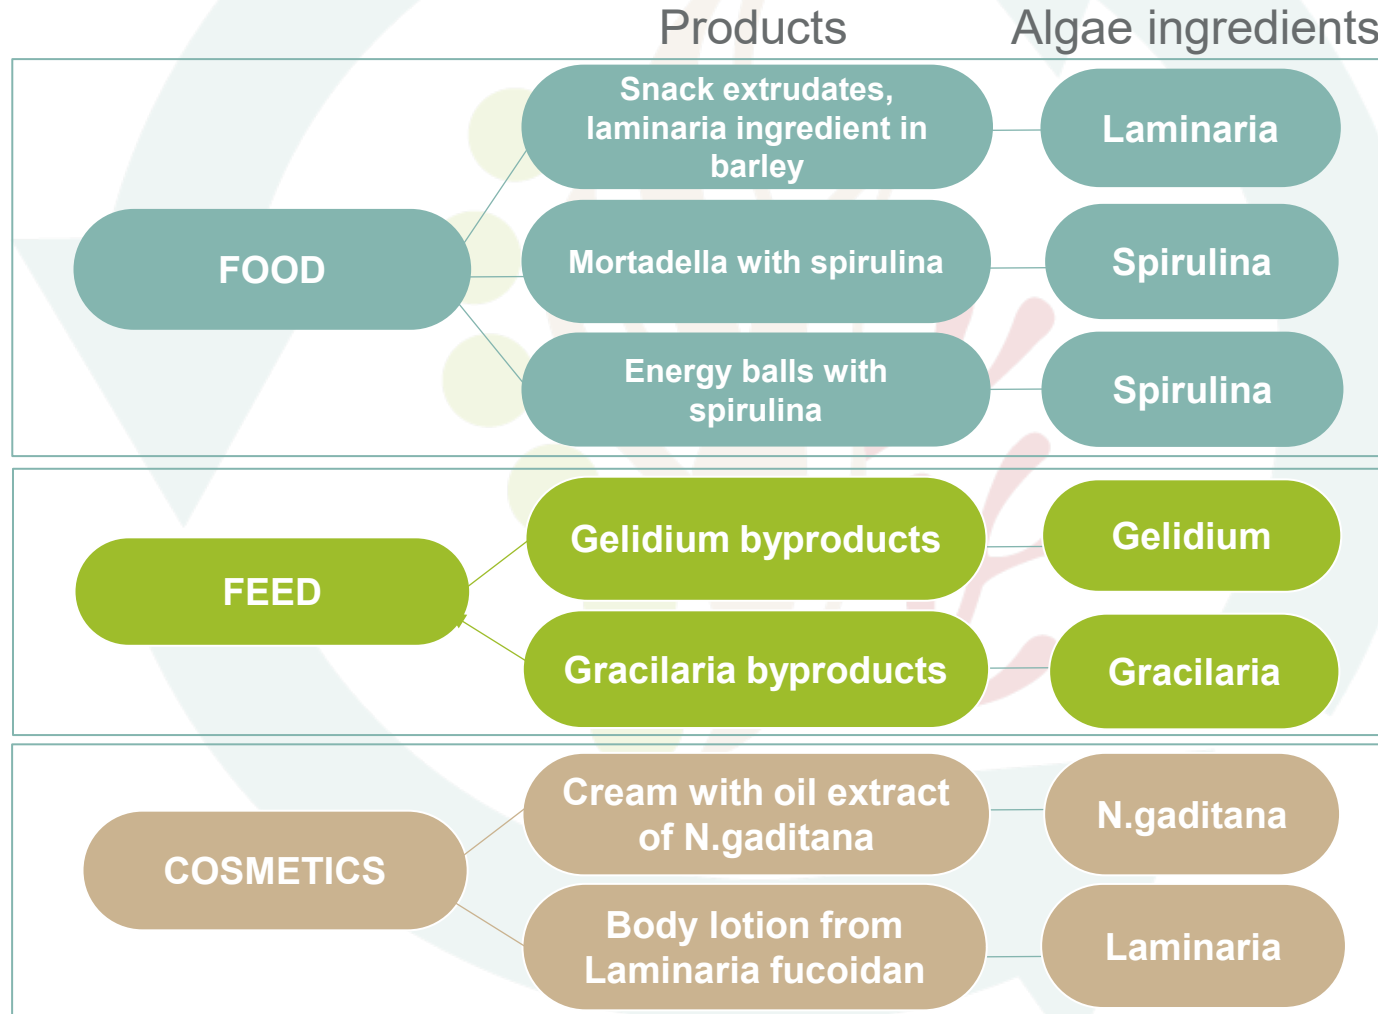 Products
Algae ingredients
FOOD
Snack extrudates,
laminaria ingredient in
barley
Laminaria
Mortadella with spirulina
Spirulina
Energy balls with
spirulina
Spirulina
FEED
Gelidium byproducts
Gelidium
Gracilaria byproducts
Gracilaria
COSMETICS
Cream with oil extract
of N.gaditana
N.gaditana
Body lotion from
Laminaria fucoidan
Laminaria